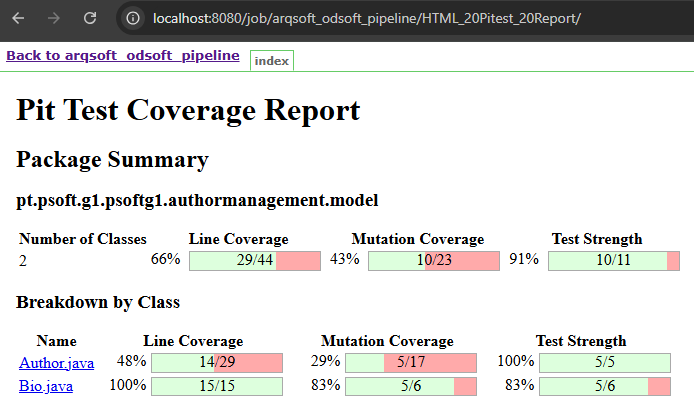 localhost:8080/job/arqsoft_odsoft_pipeline/HTML_20Pitest_20Report/
Back to arqsoft_odsoft_pipeline index
Pit Test Coverage Report
Package Summary
pt.psoft.g1.psoftg1.authormanagement.model
Number of Classes Line Coverage Mutation Coverage Test Strength
2 66% 29/44 43% 10/23 91% 10/11
Breakdown by Class
Name Line Coverage Mutation Coverage Test Strength
Author.java 48% 14/29 29% 5/17 100% 5/5
Bio.java 100% 15/15 83% 5/6 83% 5/6